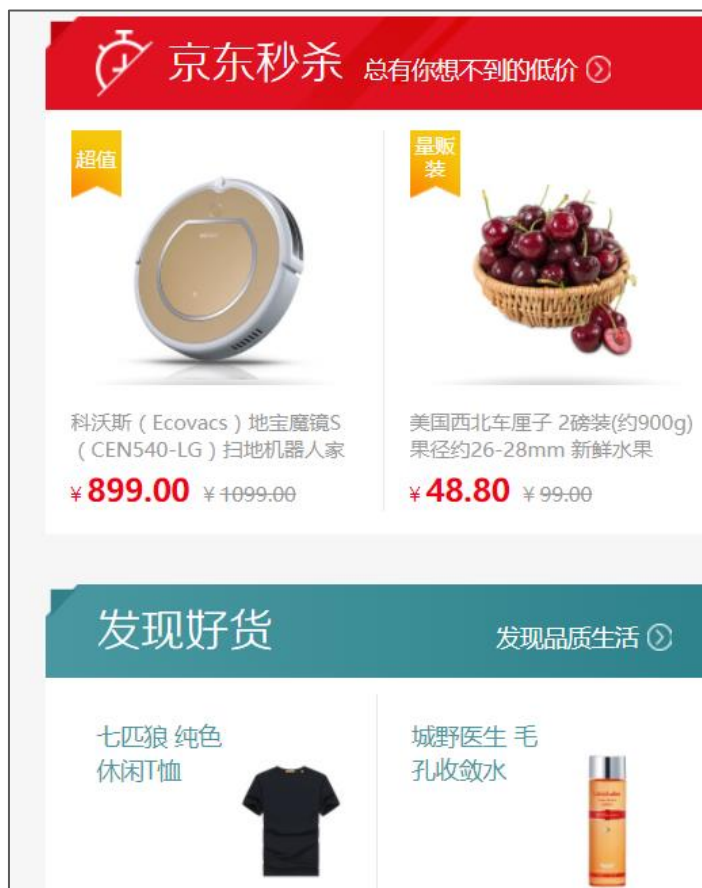 京东秒杀 总有你想不到的低价
超值
量贩
装
科沃斯（Ecovacs）地宝魔镜S
（CEN540-LG）扫地机器人家
¥ 899.00 ¥ 1099.00
美国西北车厘子 2磅装(约900g)
果径约26-28mm 新鲜水果
¥ 48.80 ¥ 99.00
发现好货 发现品质生活
七匹狼 纯色
休闲T恤
城野医生 毛
孔收敛水